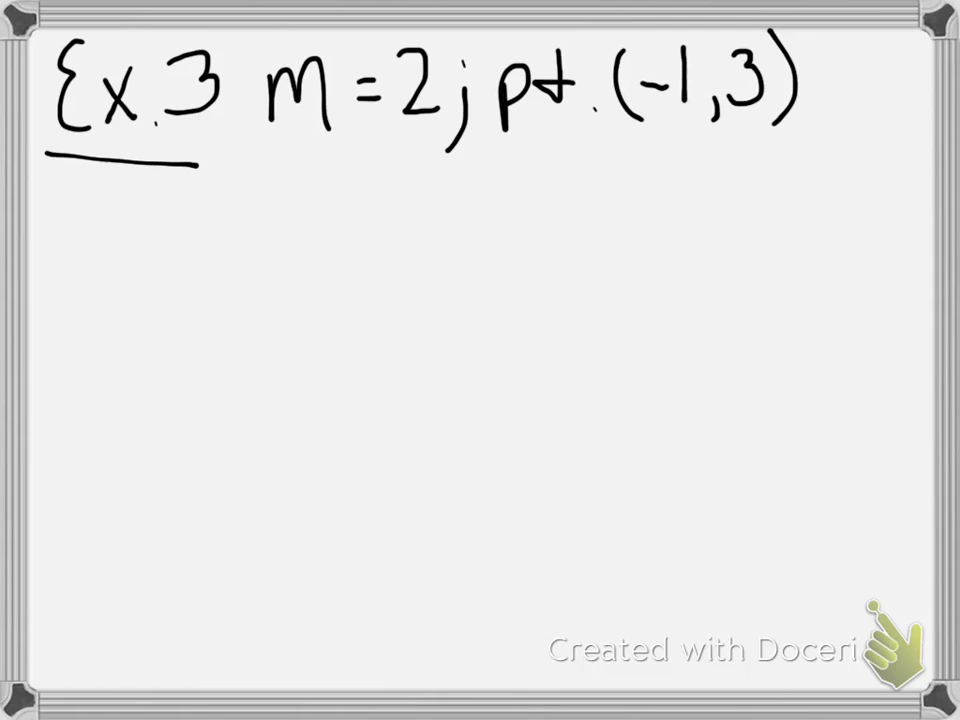 Ex. 3 m = 2; pt. (-1, 3)
Created with Doceri